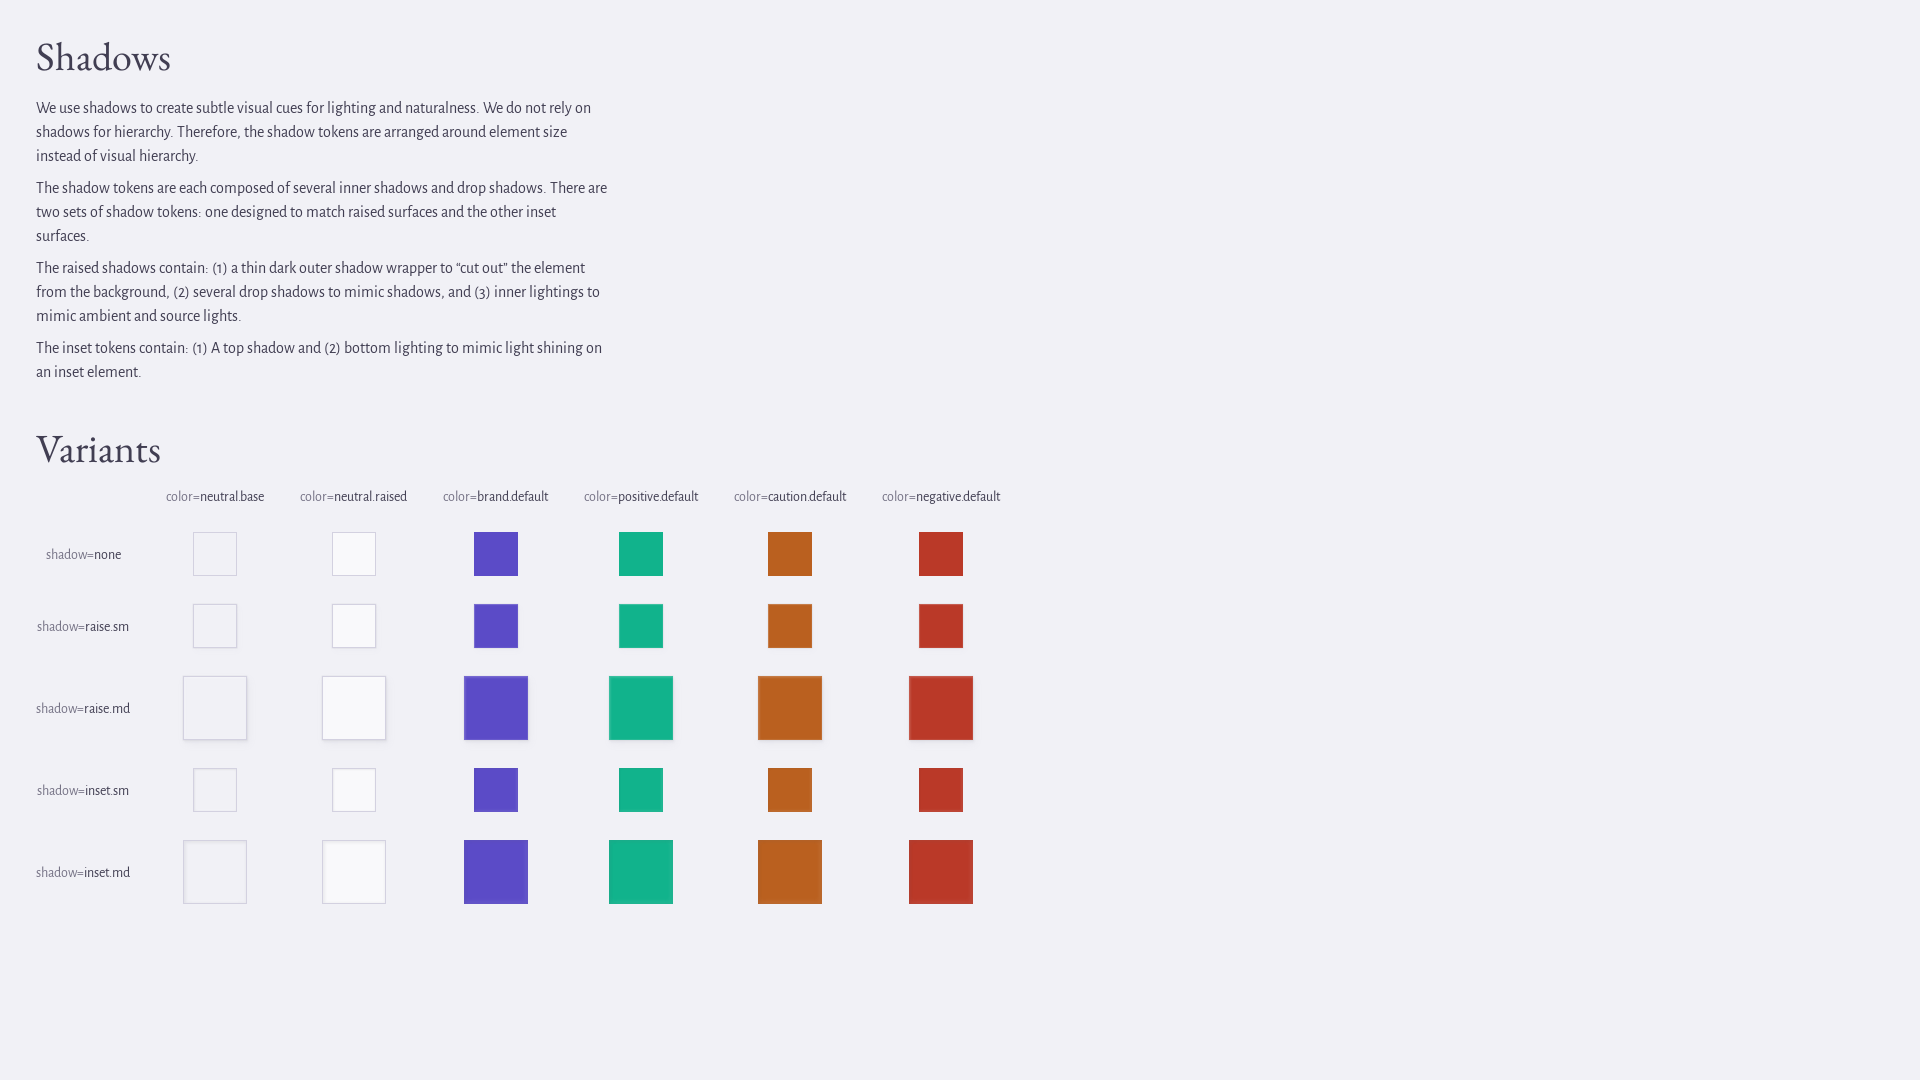 Shadows
We use shadows to create subtle visual cues for lighting and naturalness. We do not rely on
shadows for hierarchy. Therefore, the shadow tokens are arranged around element size
instead of visual hierarchy.
The shadow tokens are each composed of several inner shadows and drop shadows. There are
two sets of shadow tokens: one designed to match raised surfaces and the other inset
surfaces.
The raised shadows contain: (1) a thin dark outer shadow wrapper to “cut out” the element
from the background, (2) several drop shadows to mimic shadows, and (3) inner lightings to
mimic ambient and source lights.
The inset tokens contain: (1) A top shadow and (2) bottom lighting to mimic light shining on
an inset element.
Variants
color=neutral.base color=neutral.raised color=brand.default color=positive.default color=caution.default color=negative.default
shadow=none
shadow=raise.sm
shadow=raise.md
shadow=inset.sm
shadow=inset.md